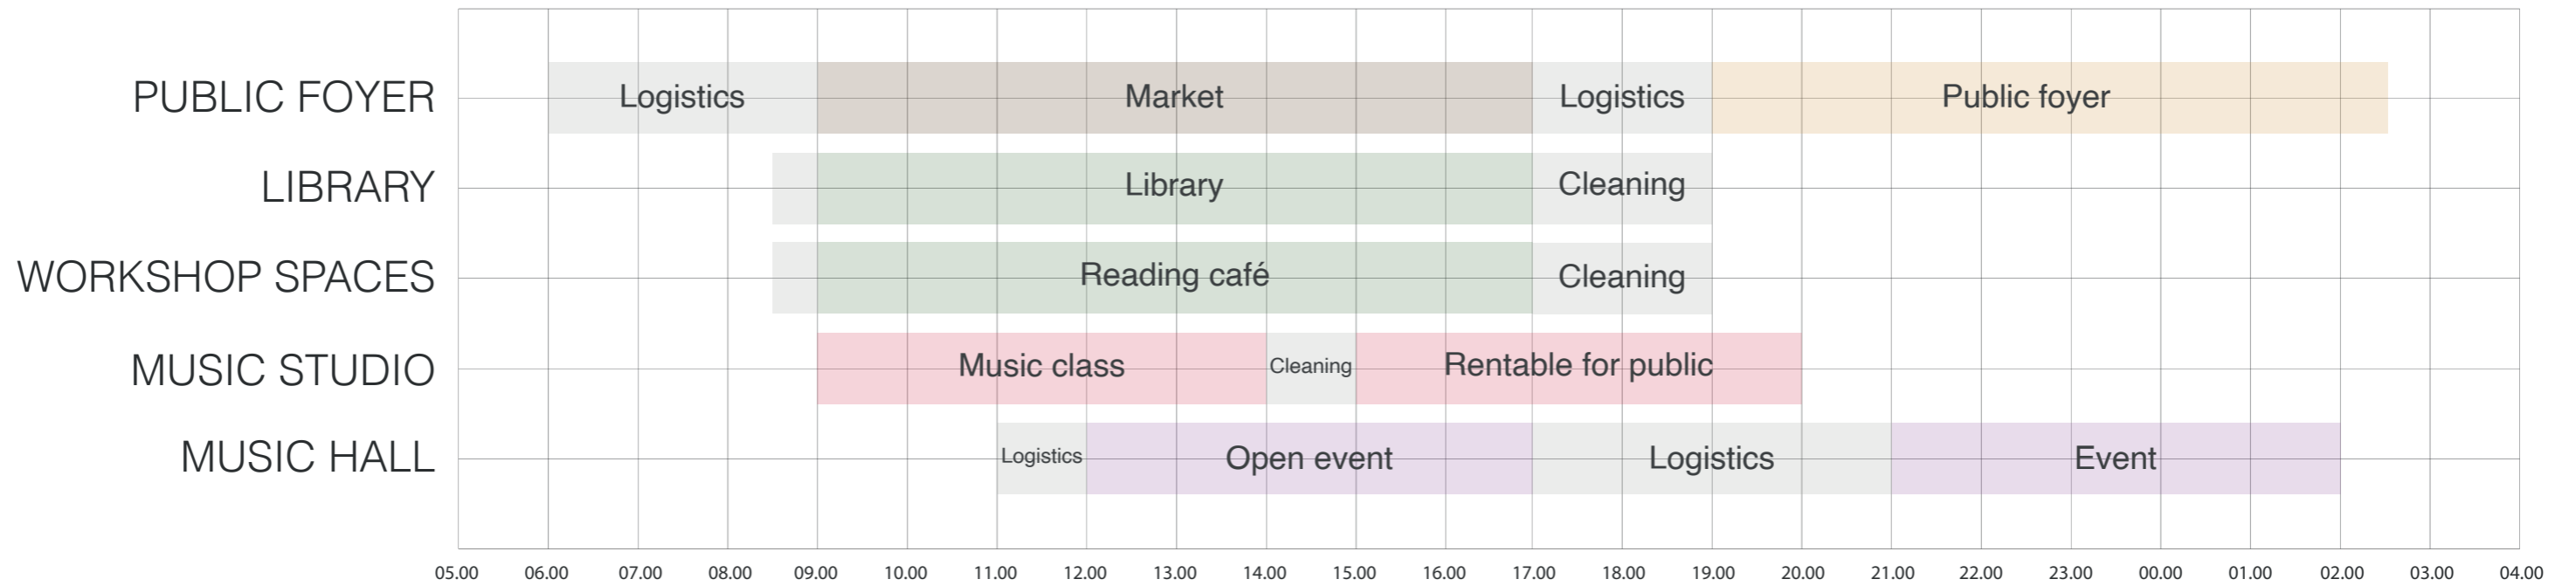 PUBLIC FOYER Logistics Market Logistics Public foyer
LIBRARY Library Cleaning
WORKSHOP SPACES Reading café Cleaning
MUSIC STUDIO Music class Cleaning Rentable for public
MUSIC HALL Logistics Open event Logistics Event
05.00 06.00 07.00 08.00 09.00 10.00 11.00 12.00 13.00 14.00 15.00 16.00 17.00 18.00 19.00 20.00 21.00 22.00 23.00 00.00 01.00 02.00 03.00 04.00